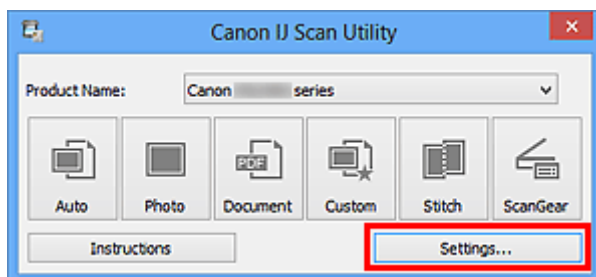 Canon IJ Scan Utility
Product Name: Canon series
PDF
Auto Photo Document Custom Stitch ScanGear
Instructions Settings...